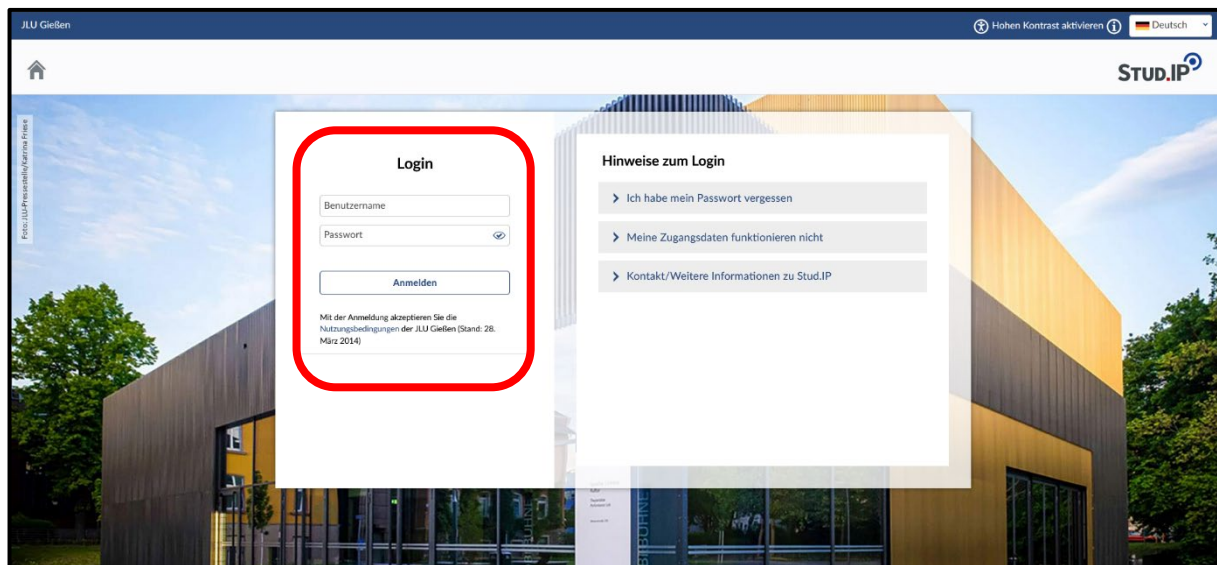 JLU Gießen
Hohen Kontrast aktivieren
Deutsch
STUD.IP
Foto: JLU-Pressestelle/Katrina Friese
Login
Benutzername
Passwort
Anmelden
Mit der Anmeldung akzeptieren Sie die
Nutzungsbedingungen der JLU Gießen (Stand: 28.
März 2014)
Hinweise zum Login
Ich habe mein Passwort vergessen
Meine Zugangsdaten funktionieren nicht
Kontakt/Weitere Informationen zu Stud.IP